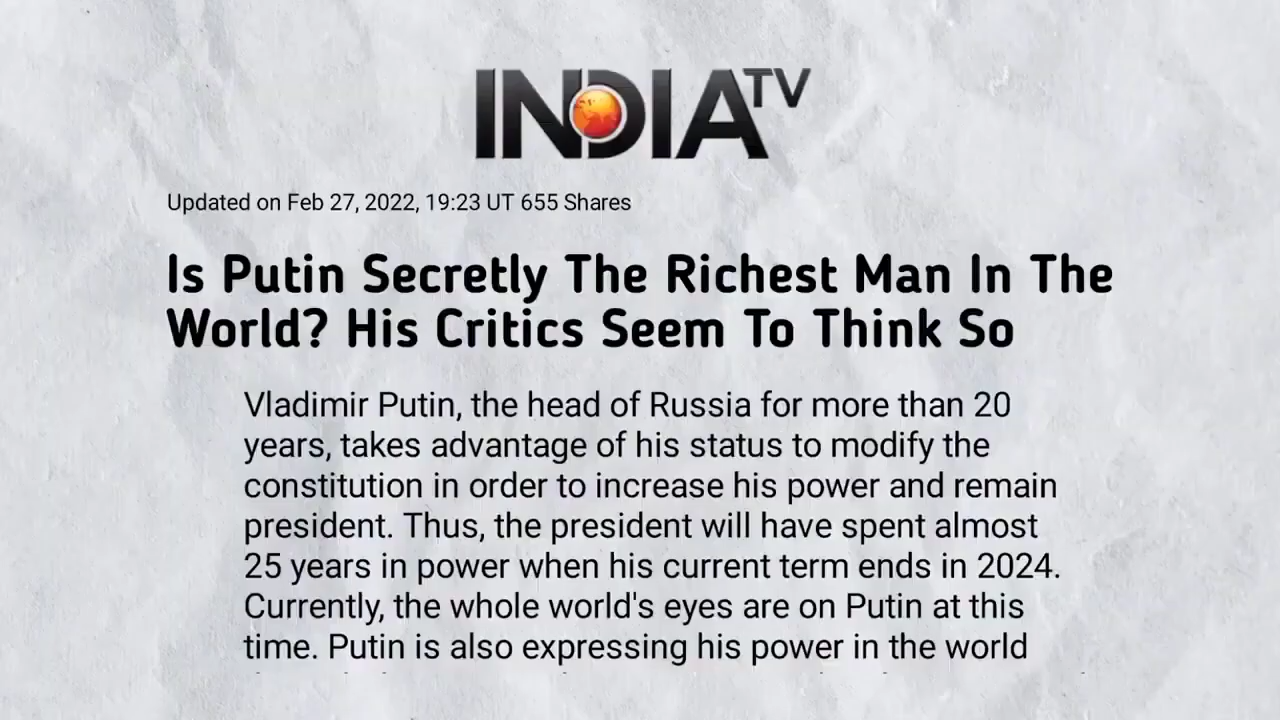 INDIA TV
Updated on Feb 27, 2022, 19:23 UT 655 Shares
Is Putin Secretly The Richest Man In The
World? His Critics Seem To Think So
Vladimir Putin, the head of Russia for more than 20
years, takes advantage of his status to modify the
constitution in order to increase his power and remain
president. Thus, the president will have spent almost
25 years in power when his current term ends in 2024.
Currently, the whole world's eyes are on Putin at this
time. Putin is also expressing his power in the world